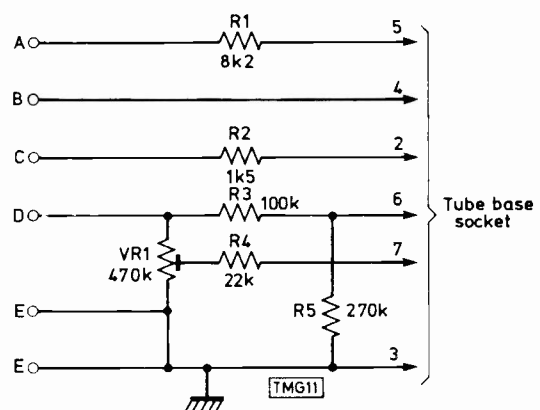 R1
5
A
8k2
B
4
C
R2
2
1k5
R3
100k
D
6
Tube base
socket
VR1
470k
R4
7
22k
E
R5
270k
E
3
TMG11